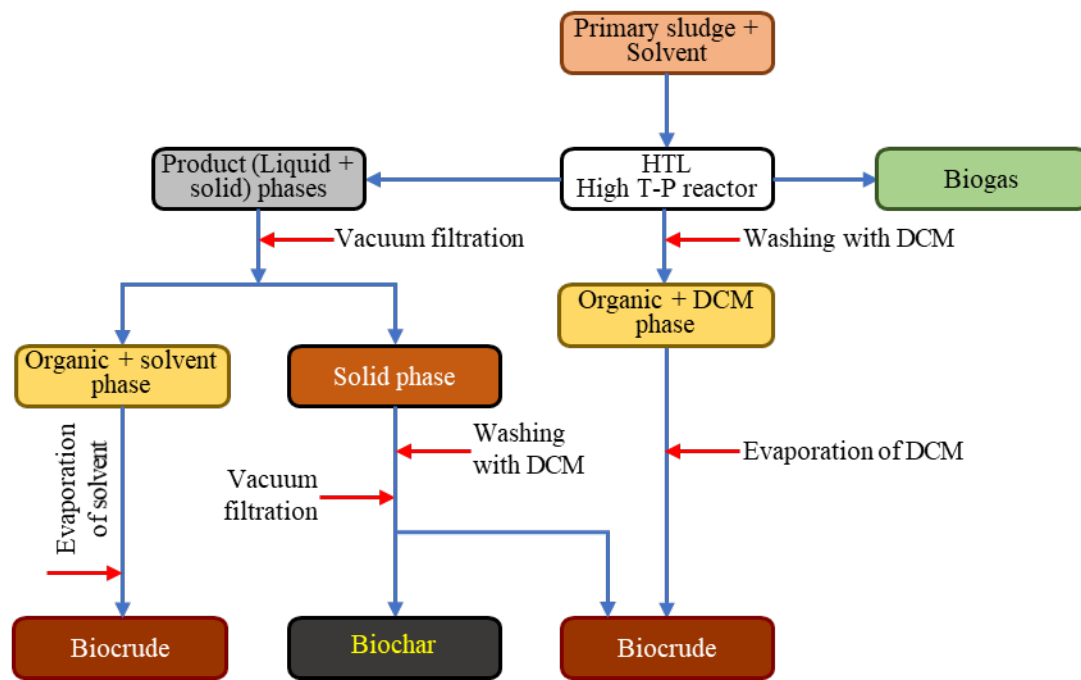 Primary sludge +
Solvent
Product (Liquid +
solid) phases
HTL
High T-P reactor
Biogas
Vacuum filtration
Washing with DCM
Organic + DCM
phase
Organic + solvent
phase
Solid phase
Evaporation
of solvent
Washing
with DCM
Evaporation of DCM
Vacuum
filtration
Biocrude
Biochar
Biocrude